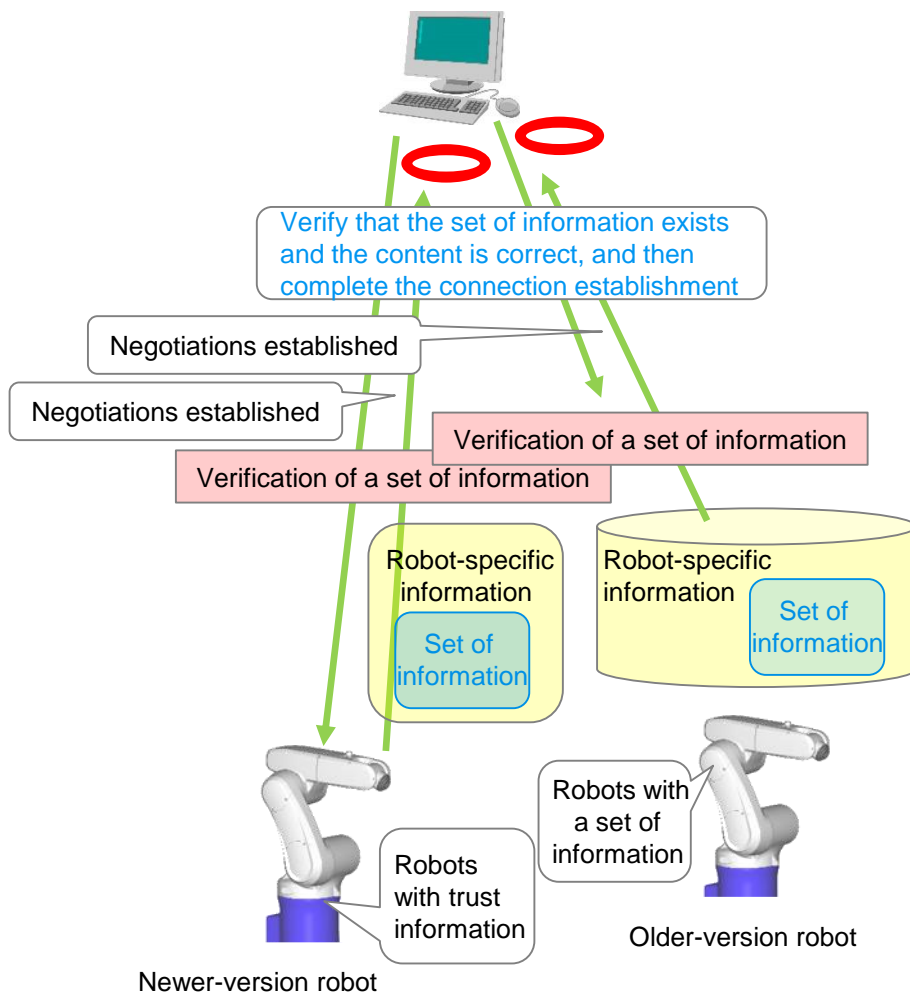 Verify that the set of information exists
and the content is correct, and then
complete the connection establishment
Negotiations established
Negotiations established
Verification of a set of information
Verification of a set of information
Robot-specific
information
Set of
information
Robot-specific
information
Set of
information
Robots with
a set of
information
Robots
with trust
information
Older-version robot
Newer-version robot